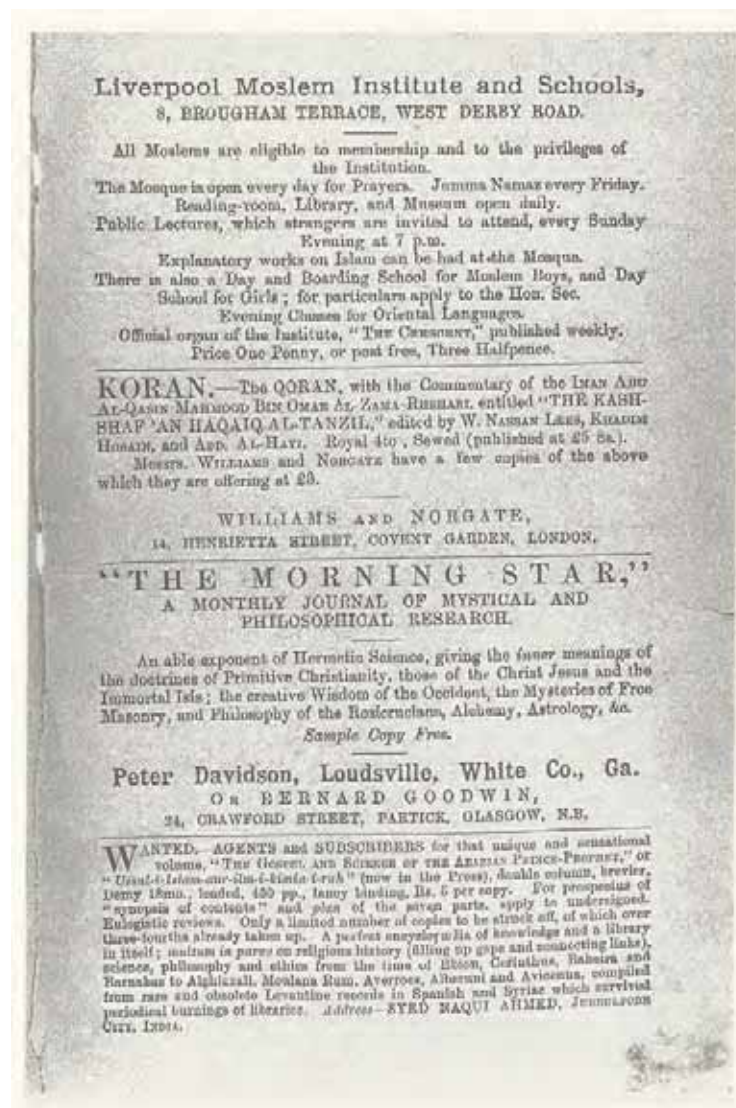 Liverpool Moslem Institute and Schools,
8, BROUGHAM TERRACE, WEST DERBY ROAD.
All Moslems are eligible to membership and to the privileges of
the Institution.
The Mosque is open every day for Prayers. Jumma Namaz every Friday.
Reading-room, Library, and Museum open daily.
Public Lectures, which strangers are invited to attend, every Sunday
Evening at 7 p.m.
Explanatory works on Islam can be had at the Mosque.
There is also a Day and Boarding School for Moslem Boys, and Day
School for Girls; for particulars apply to the Hon. Sec.
Evening Classes for Oriental Languages.
Official organ of the Institute, "THE CRESCENT," published weekly.
Price One Penny, or post free, Three Halfpence.
KORAN.—The QORAN, with the Commentary of the IMAN ABU
AL-QASIN MAHMOOD BIN OMAR AL-ZAMA-RHSHARI, entitled "THE KASH-
SHAF 'AN HAQAIQ AL-TANZIL," edited by W. NASSAN LEES, KHADIM
HOSAIN, and ABD. AL-HAYI. Royal 4to, Sewed (published at £5 8s.).
Messrs. WILLIAMS and NORGATE have a few copies of the above
which they are offering at £3.
WILLIAMS AND NORGATE,
14, HENRIETTA STREET, COVENT GARDEN, LONDON.
"THE MORNING STAR,"
A MONTHLY JOURNAL OF MYSTICAL AND
PHILOSOPHICAL RESEARCH.
An able exponent of Hermetic Science, giving the inner meanings of
the doctrines of Primitive Christianity, those of the Christ Jesus and the
Immortal Isis; the creative Wisdom of the Occident, the Mysteries of Free
Masonry, and Philosophy of the Rosicrucians, Alchemy, Astrology, &c.
Sample Copy Free.
Peter Davidson, Loudsville, White Co., Ga.
OR BERNARD GOODWIN,
24, CRAWFORD STREET, PARTICK, GLASGOW, N.B.
WANTED.—AGENTS and SUBSCRIBERS for that unique and sensational
volume, "THE GOSPEL AND SCIENCE OF THE ARABIAN PRINCE-PROPHET," or
(now in the Press), double column, brevier,
Demy 18mo., leaded, 450 pp., fancy binding, Rs. 5 per copy. For prospectus of
"synopsis of contents" and plan of the seven parts, apply to undersigned.
Eulogistic reviews. Only a limited number of copies to be struck off, of which over
three-fourths already taken up. A perfect encyclopædia of knowledge and a library
in itself; multum in parvo on religious history (filling up gaps and connecting links),
science, philosophy and ethics from the time of Ebion, Cerinthus, Baheira and
Barnabas to Alghizzali, Moulana Rum, Averroes, Alberuni and Avicenna, compiled
from rare and obsolete Levantine records in Spanish and Syriac which survived
periodical burnings of libraries. Address—SYED NAQUI AHMED,
CITY, INDIA.